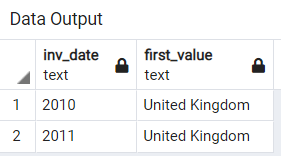 Data Output
inv_date first_value
text text
1 2010 United Kingdom
2 2011 United Kingdom